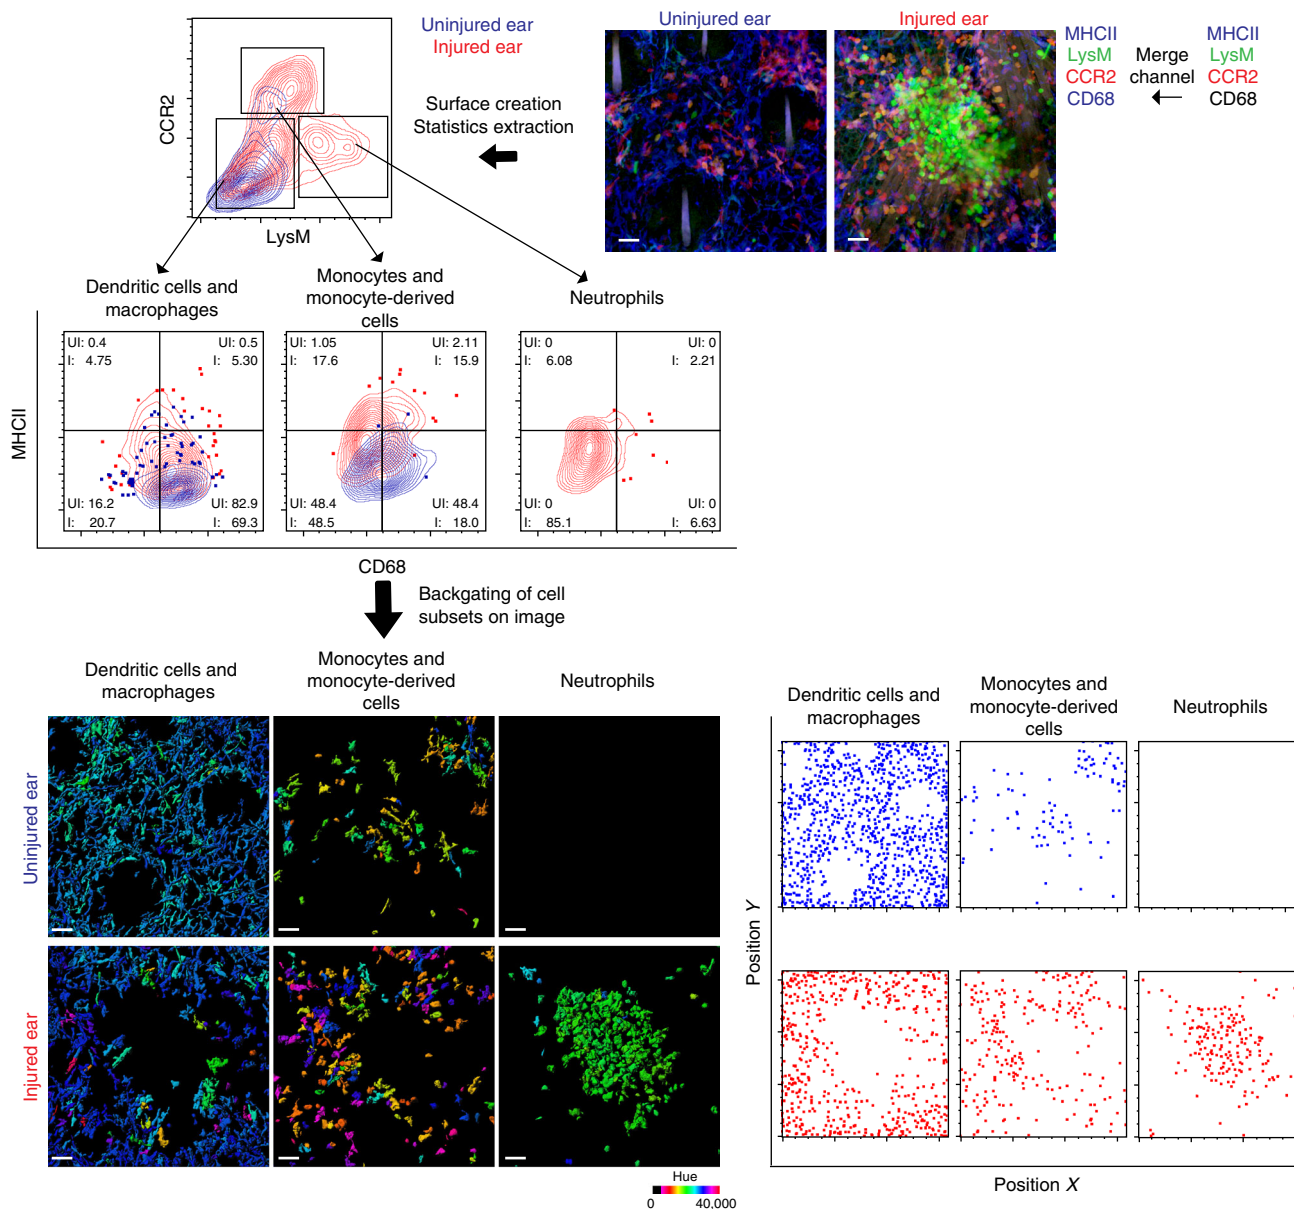 Uninjured ear
Injured ear
CCR2
LysM
Surface creation
Statistics extraction
Uninjured ear
Injured ear
MHCII
LysM
CCR2
CD68
Merge
channel
MHCII
LysM
CCR2
CD68
Dendritic cells and
macrophages
Monocytes and
monocyte-derived
cells
Neutrophils
MHCII
UI: 0.4
I: 4.75
UI: 0.5
I: 5.30
UI: 16.2
I: 20.7
UI: 82.9
I: 69.3
UI: 1.05
I: 17.6
UI: 2.11
I: 15.9
UI: 48.4
I: 48.5
UI: 48.4
I: 18.0
UI: 0
I: 6.08
UI: 0
I: 2.21
UI: 0
I: 85.1
UI: 0
I: 6.63
CD68
Backgating of cell
subsets on image
Dendritic cells and
macrophages
Monocytes and
monocyte-derived
cells
Neutrophils
Uninjured ear
Injured ear
Hue
0 40,000
Dendritic cells and
macrophages
Monocytes and
monocyte-derived
cells
Neutrophils
Position Y
Position X